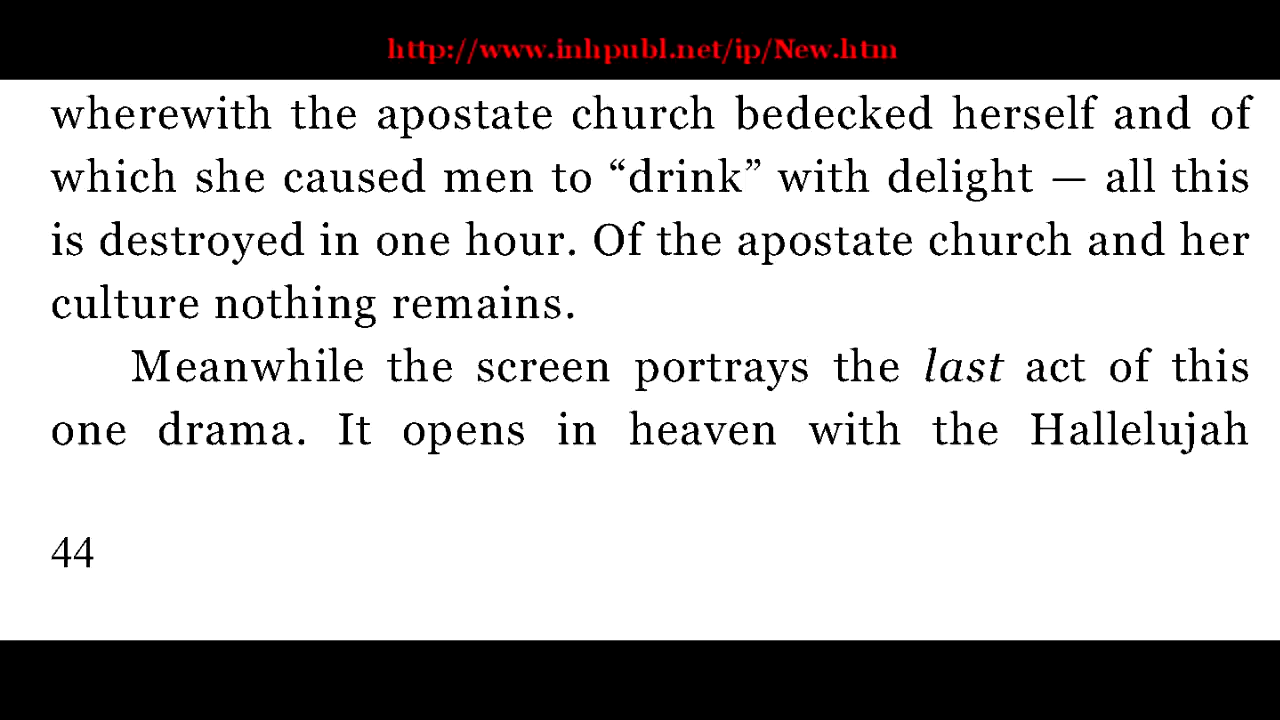 http://www.inhpubl.net/ip/New.htm
wherewith the apostate church bedecked herself and of
which she caused men to “drink” with delight — all this
is destroyed in one hour. Of the apostate church and her
culture nothing remains.
Meanwhile the screen portrays the last act of this
one drama. It opens in heaven with the Hallelujah
44